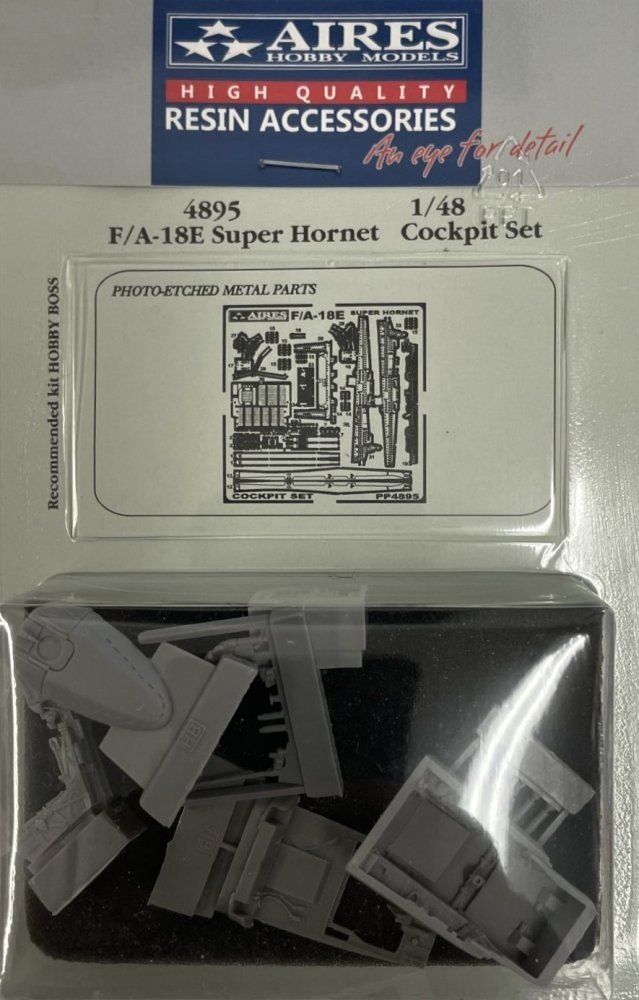 AIRES
HOBBY MODELS
HIGH QUALITY
RESIN ACCESSORIES
An eye for detail
4895 1/48
F/A-18E Super Hornet Cockpit Set
Recommended kit HOBBY BOSS
PHOTO-ETCHED METAL PARTS
AIRES F/A-18E SUPER HORNET
COCKPIT SET PP4895